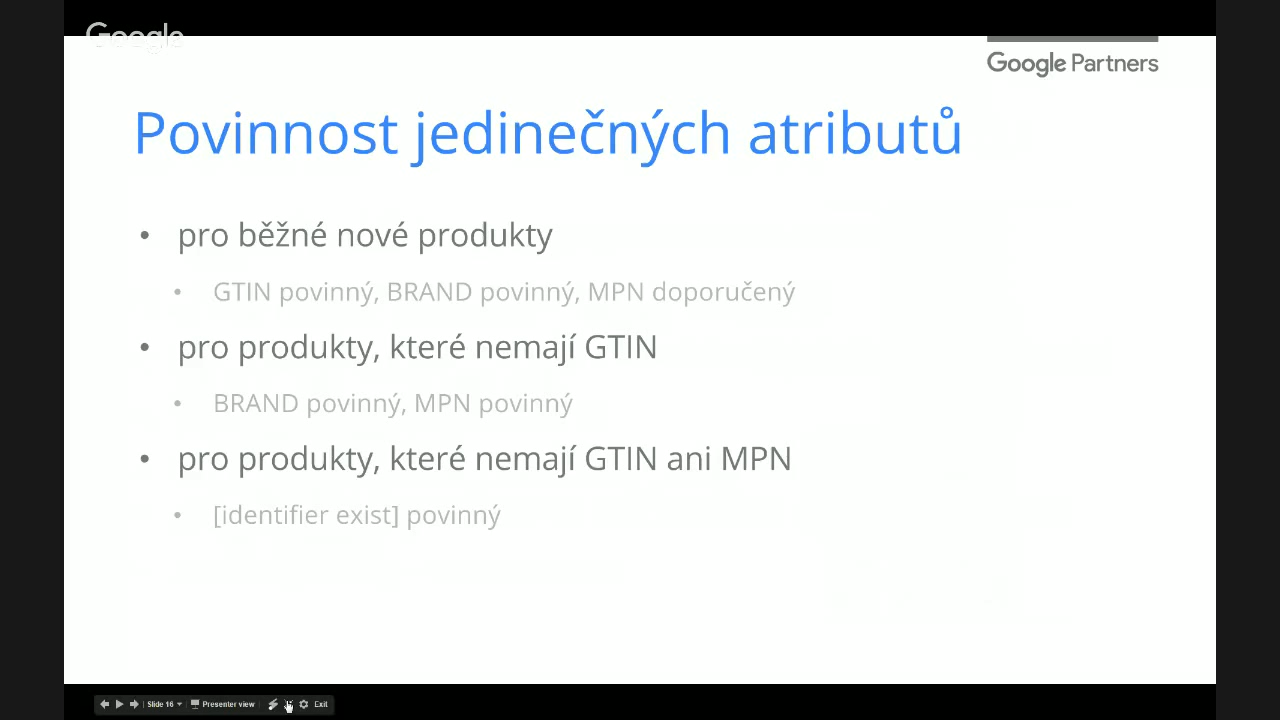 Google
Google Partners
Povinnost jedinečných atributů
• pro běžné nové produkty
• GTIN povinný, BRAND povinný, MPN doporučený
• pro produkty, které nemají GTIN
• BRAND povinný, MPN povinný
• pro produkty, které nemají GTIN ani MPN
• [identifier exist] povinný
Slide 16 Presenter view Exit